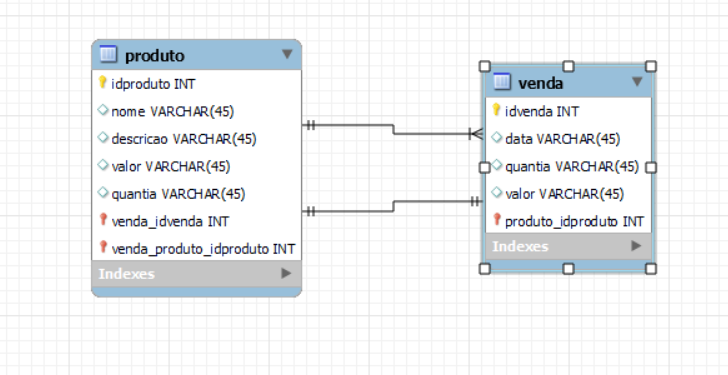 produto
idproduto INT
nome VARCHAR(45)
descricao VARCHAR(45)
valor VARCHAR(45)
quantia VARCHAR(45)
venda_idvenda INT
venda_produto_idproduto INT
Indexes
venda
idvenda INT
data VARCHAR(45)
quantia VARCHAR(45)
valor VARCHAR(45)
produto_idproduto INT
Indexes